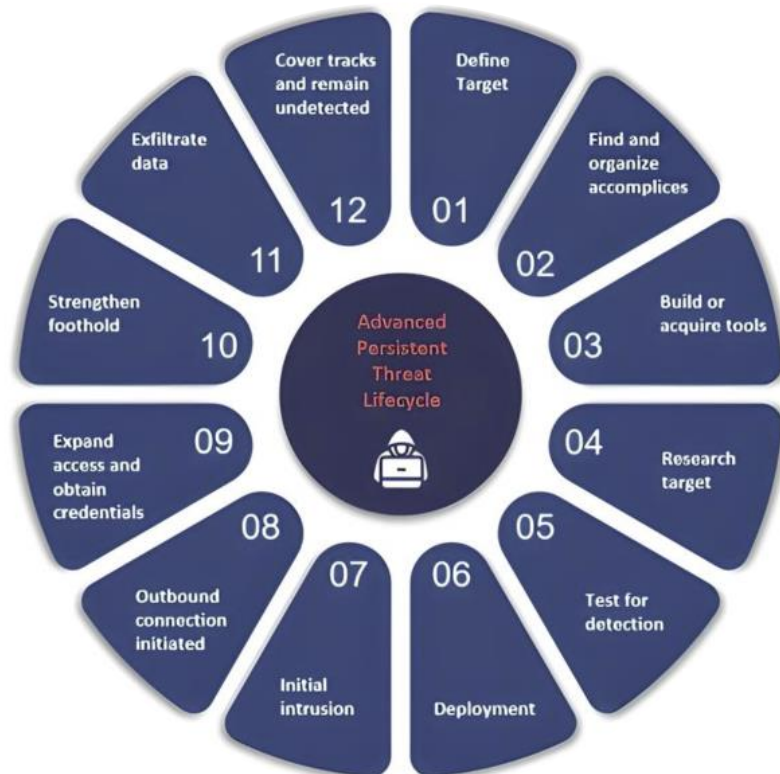 Advanced
Persistent
Threat
Lifecycle
Define
Target
01
Find and
organize
accomplices
02
Build or
acquire tools
03
Research
target
04
Test for
detection
05
Deployment
06
Initial
intrusion
07
Outbound
connection
initiated
08
Expand
access and
obtain
credentials
09
Strengthen
foothold
10
Exfiltrate
data
11
Cover tracks
and remain
undetected
12